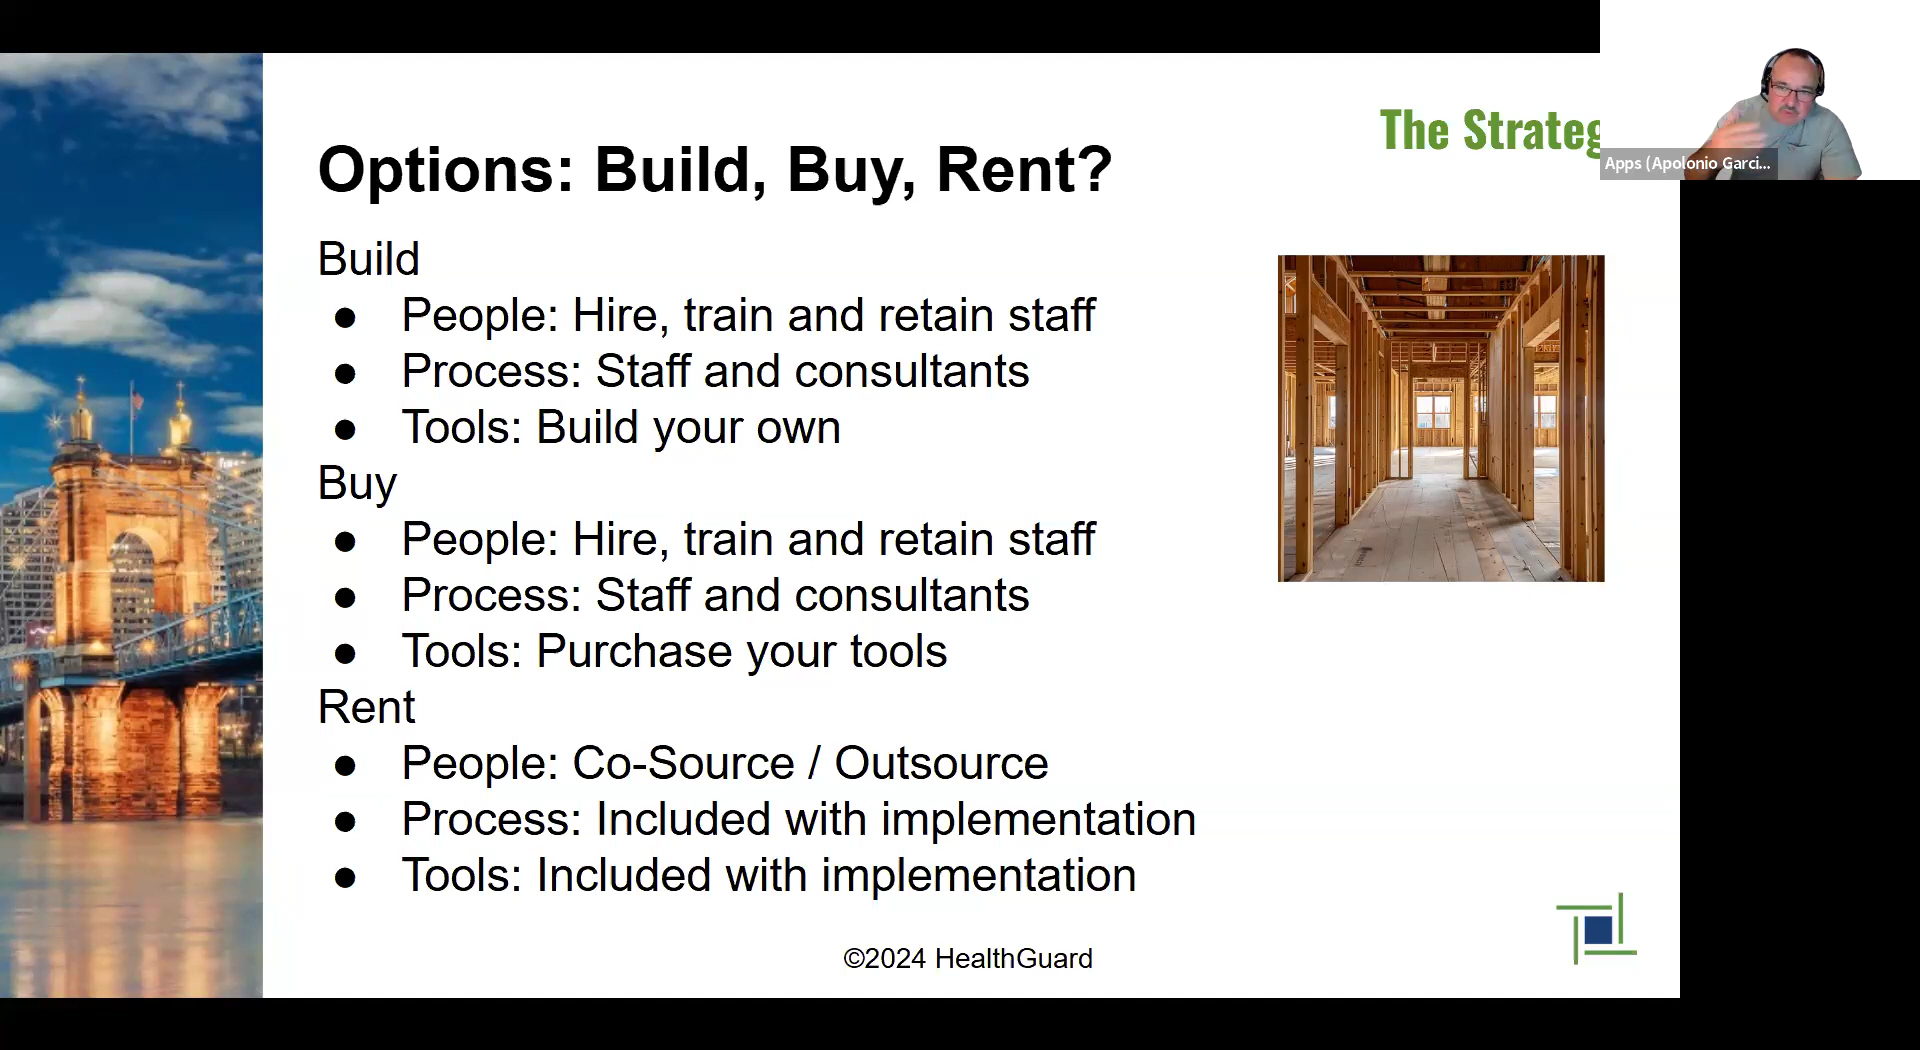 The Strateg
Apps (Apolonio Garci...
Options: Build, Buy, Rent?
Build
● People: Hire, train and retain staff
● Process: Staff and consultants
● Tools: Build your own
Buy
● People: Hire, train and retain staff
● Process: Staff and consultants
● Tools: Purchase your tools
Rent
● People: Co-Source / Outsource
● Process: Included with implementation
● Tools: Included with implementation
©2024 HealthGuard